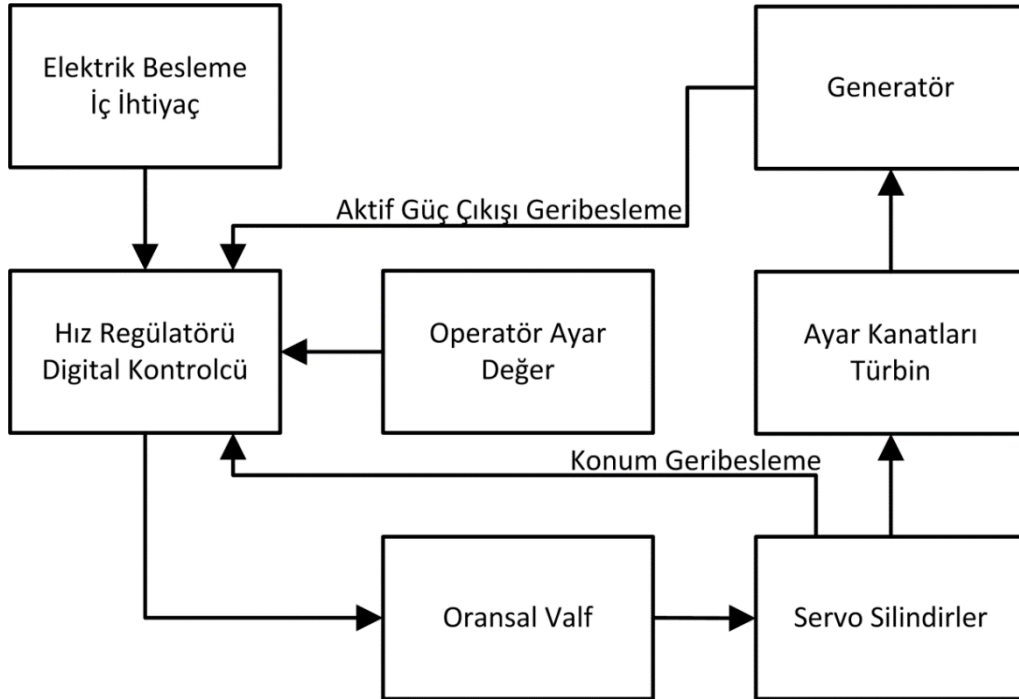 Elektrik Besleme
İç İhtiyaç
Generatör
Aktif Güç Çıkışı Geribesleme
Hız Regülatörü
Digital Kontrolcü
Operatör Ayar
Değer
Ayar Kanatları
Türbin
Konum Geribesleme
Oransal Valf
Servo Silindirler